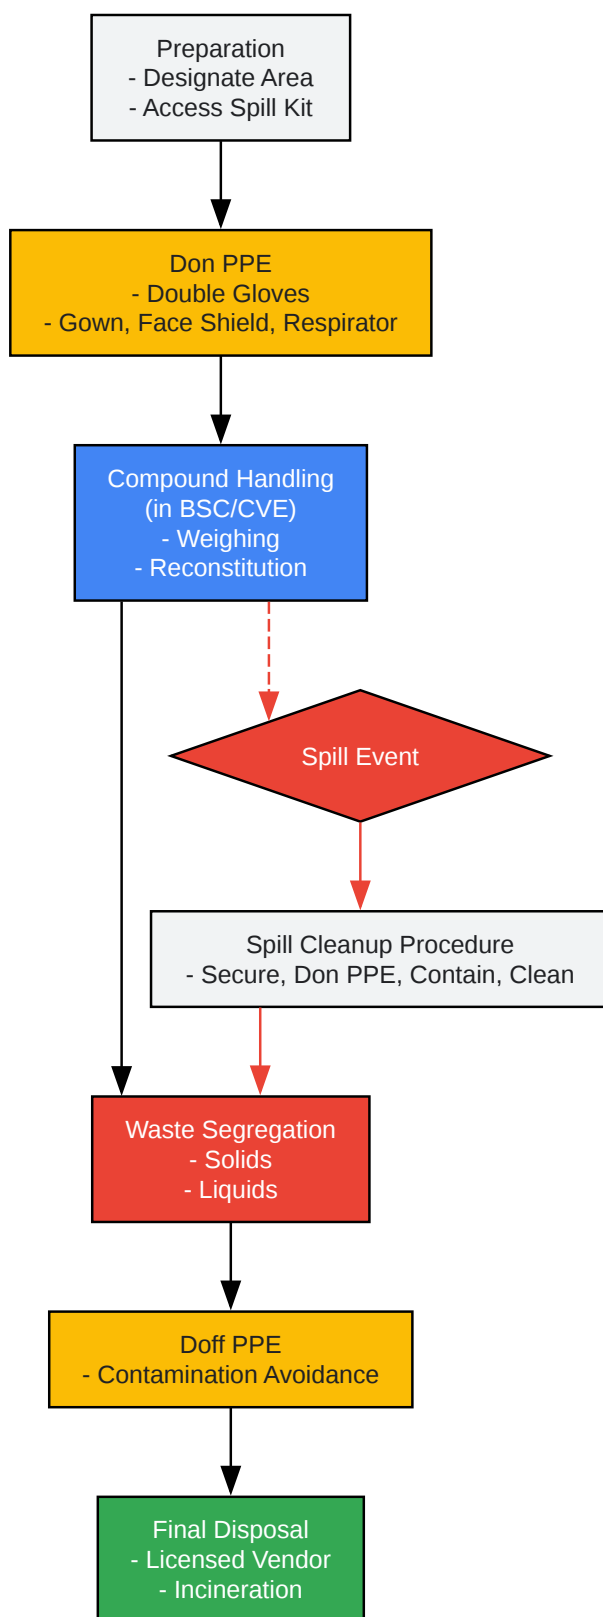 Preparation
- Designate Area
- Access Spill Kit
Don PPE
- Double Gloves
- Gown, Face Shield, Respirator
Compound Handling
(in BSC/CVE)
- Weighing
- Reconstitution
Spill Event
Spill Cleanup Procedure
- Secure, Don PPE, Contain, Clean
Waste Segregation
- Solids
- Liquids
Doff PPE
- Contamination Avoidance
Final Disposal
- Licensed Vendor
- Incineration